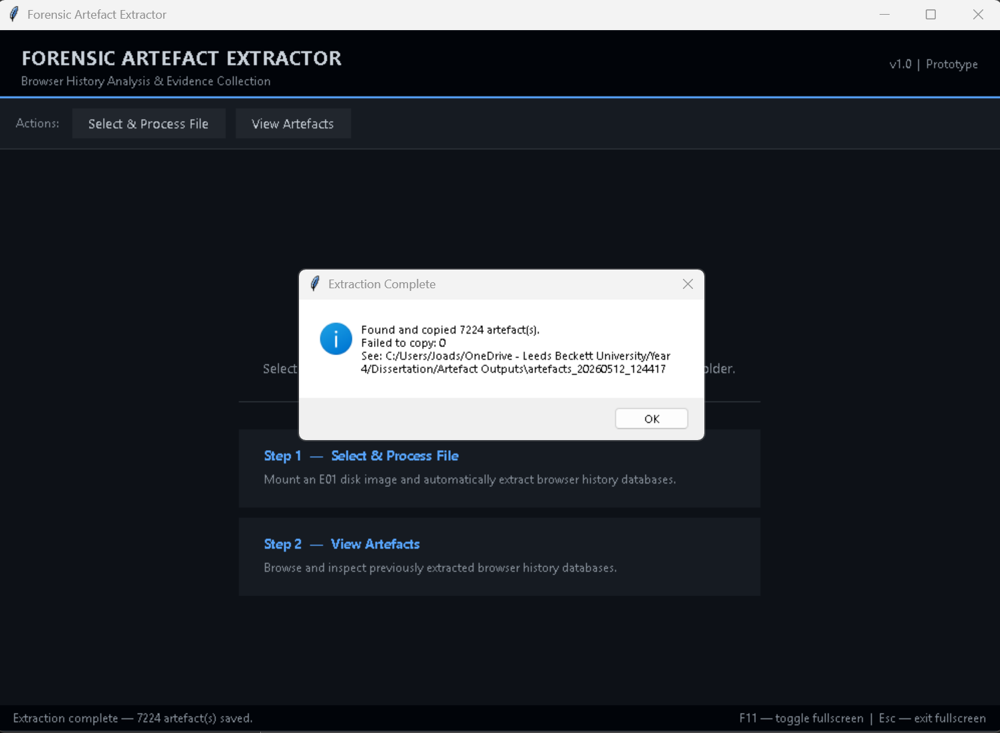 Forensic Artefact Extractor
FORENSIC ARTEFACT EXTRACTOR
Browser History Analysis & Evidence Collection
v1.0 | Prototype
Actions:
Select & Process File
View Artefacts
Extraction Complete
Found and copied 7224 artefact(s).
Failed to copy: 0
See: C:/Users/Joads/OneDrive - Leeds Beckett University/Year
4/Dissertation/Artefact Outputs\artefacts_20260512_124417
OK
Select
older.
Step 1 — Select & Process File
Mount an E01 disk image and automatically extract browser history databases.
Step 2 — View Artefacts
Browse and inspect previously extracted browser history databases.
Extraction complete — 7224 artefact(s) saved.
F11 — toggle fullscreen | Esc — exit fullscreen